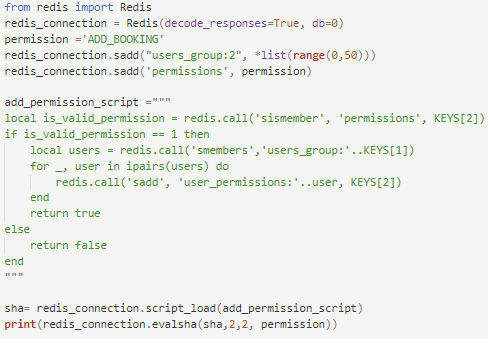 from redis import Redis
redis_connection = Redis(decode_responses=True, db=0)
permission ='ADD_BOOKING'
redis_connection.sadd("users_group:2", *list(range(0,50)))
redis_connection.sadd('permissions', permission)

add_permission_script ="""
local is_valid_permission = redis.call('sismember', 'permissions', KEYS[2])
if is_valid_permission == 1 then
    local users = redis.call('smembers','users_group:'..KEYS[1])
    for _, user in ipairs(users) do
        redis.call('sadd', 'user_permissions:'..user, KEYS[2])
    end
    return true
else
    return false
end
"""

sha= redis_connection.script_load(add_permission_script)
print(redis_connection.evalsha(sha,2,2, permission))